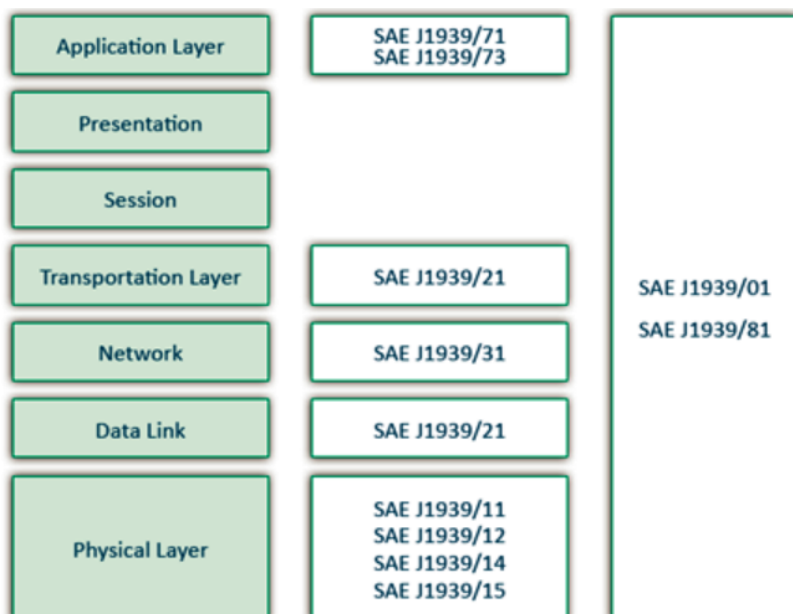 Application Layer
SAE J1939/71
SAE J1939/73
Presentation
Session
Transportation Layer
SAE J1939/21
Network
SAE J1939/31
Data Link
SAE J1939/21
Physical Layer
SAE J1939/11
SAE J1939/12
SAE J1939/14
SAE J1939/15
SAE J1939/01
SAE J1939/81